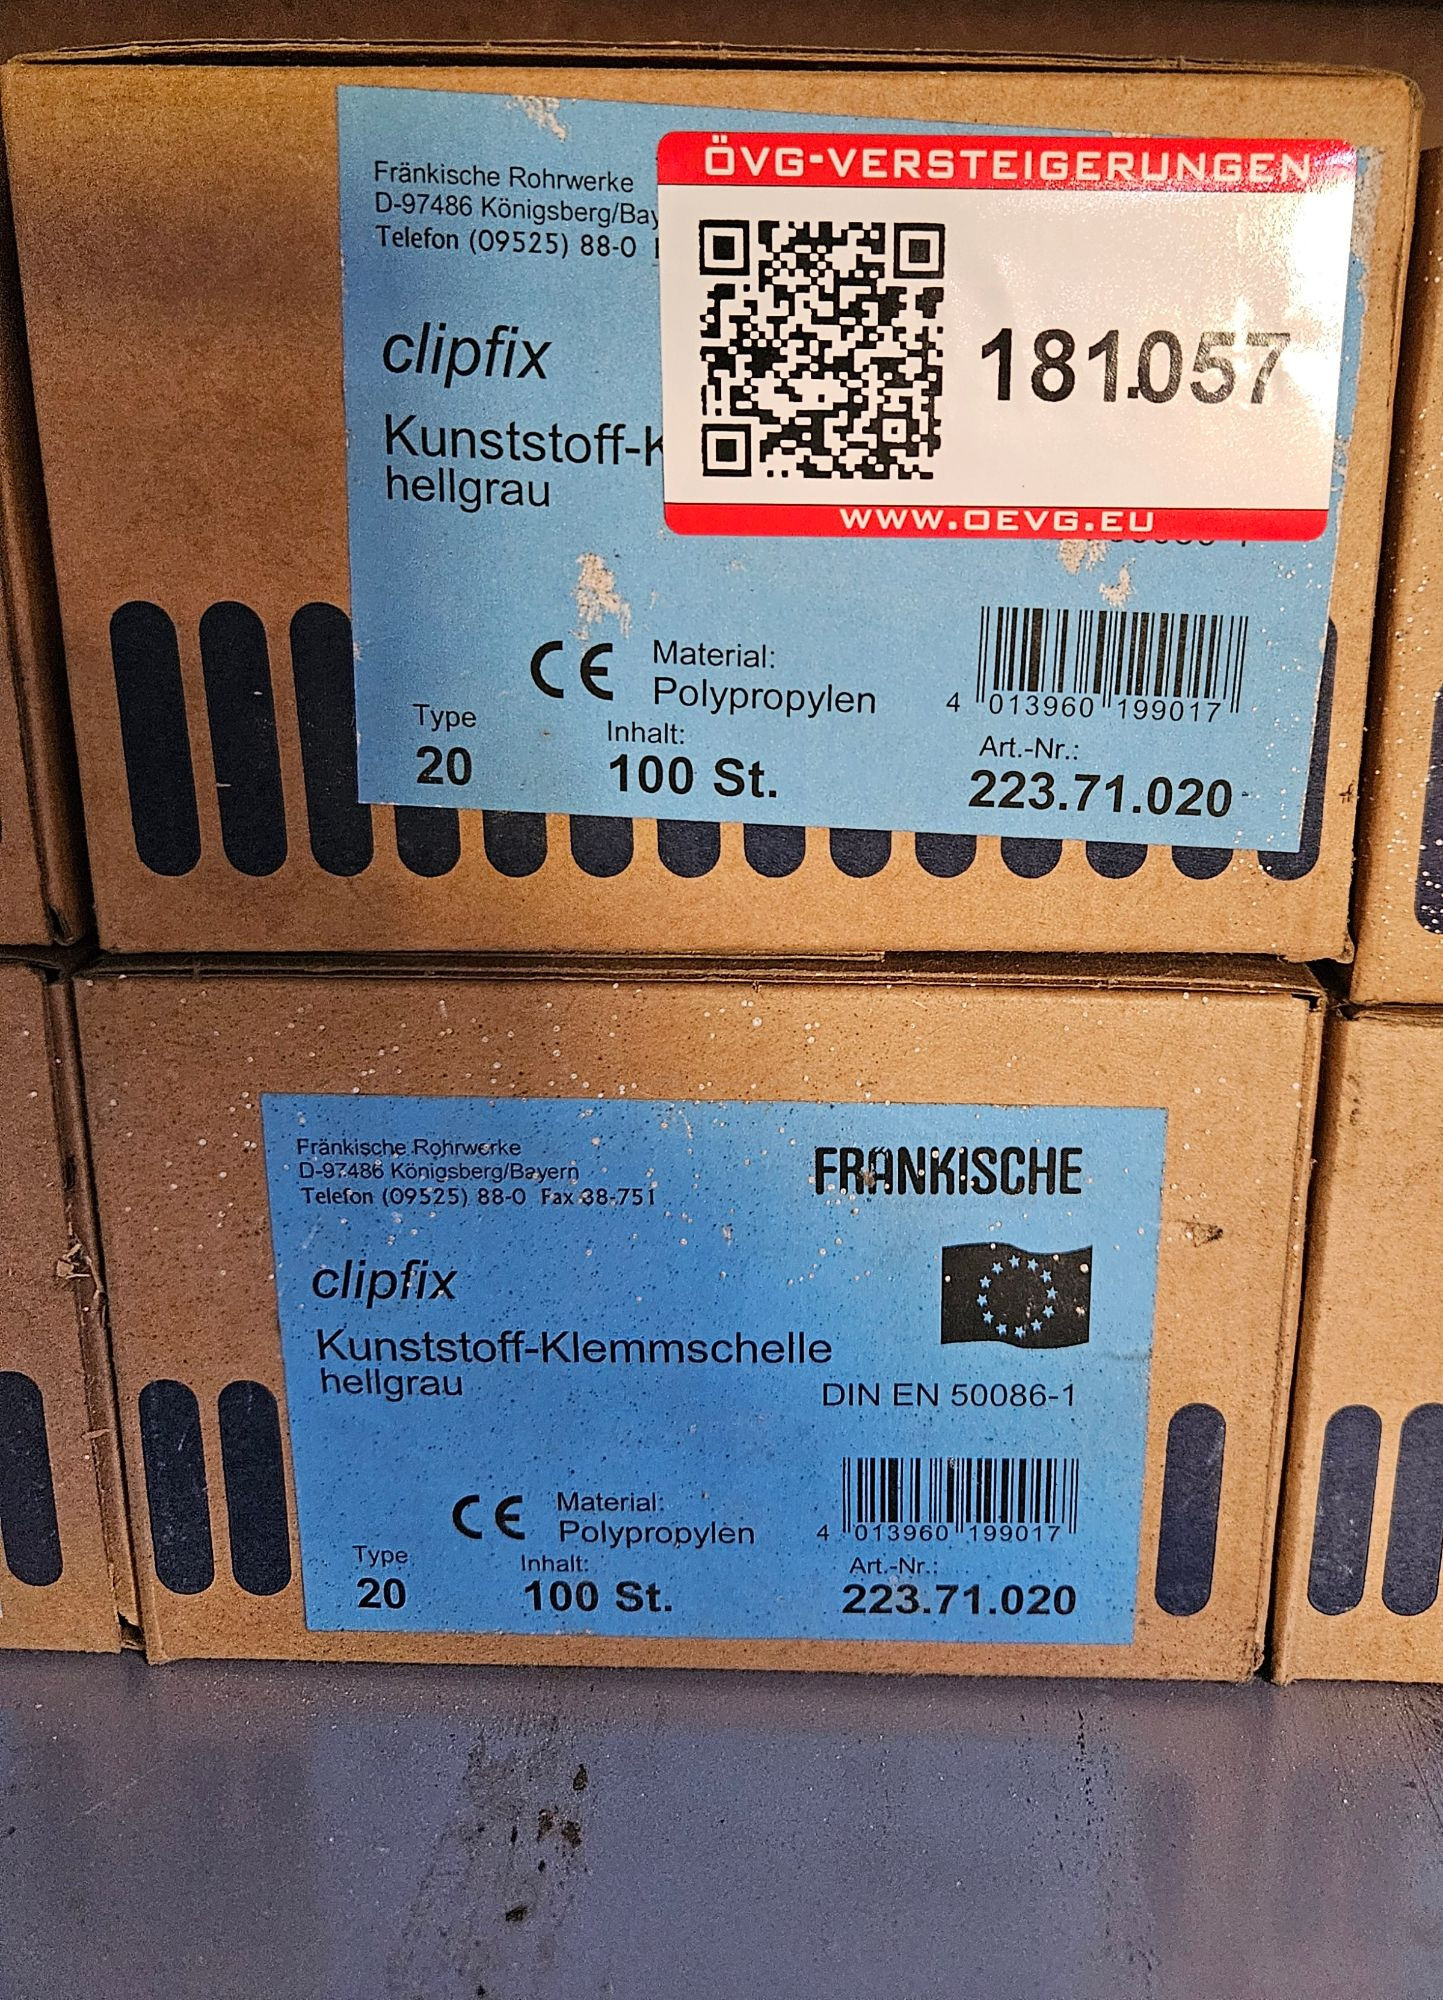 Fränkische Rohrwerke
D-97486 Königsberg/Bay
Telefon (09525) 88-0
clipfix
Kunststoff-K
hellgrau
ÖVG-VERSTEIGERUNGEN
181.057
WWW.OEVG.EU
CE
Material:
Polypropylen
Type
20
Inhalt:
100 St.
4 013960 199017
Art.-Nr.:
223.71.020
Fränkische Rohrwerke
D-97486 Königsberg/Bayern
Telefon (09525) 88-0 Fax 38-751
FRÄNKISCHE
clipfix
Kunststoff-Klemmschelle
hellgrau
DIN EN 50086-1
CE
Material:
Polypropylen
Type
20
Inhalt:
100 St.
4 013960 199017
Art.-Nr.:
223.71.020